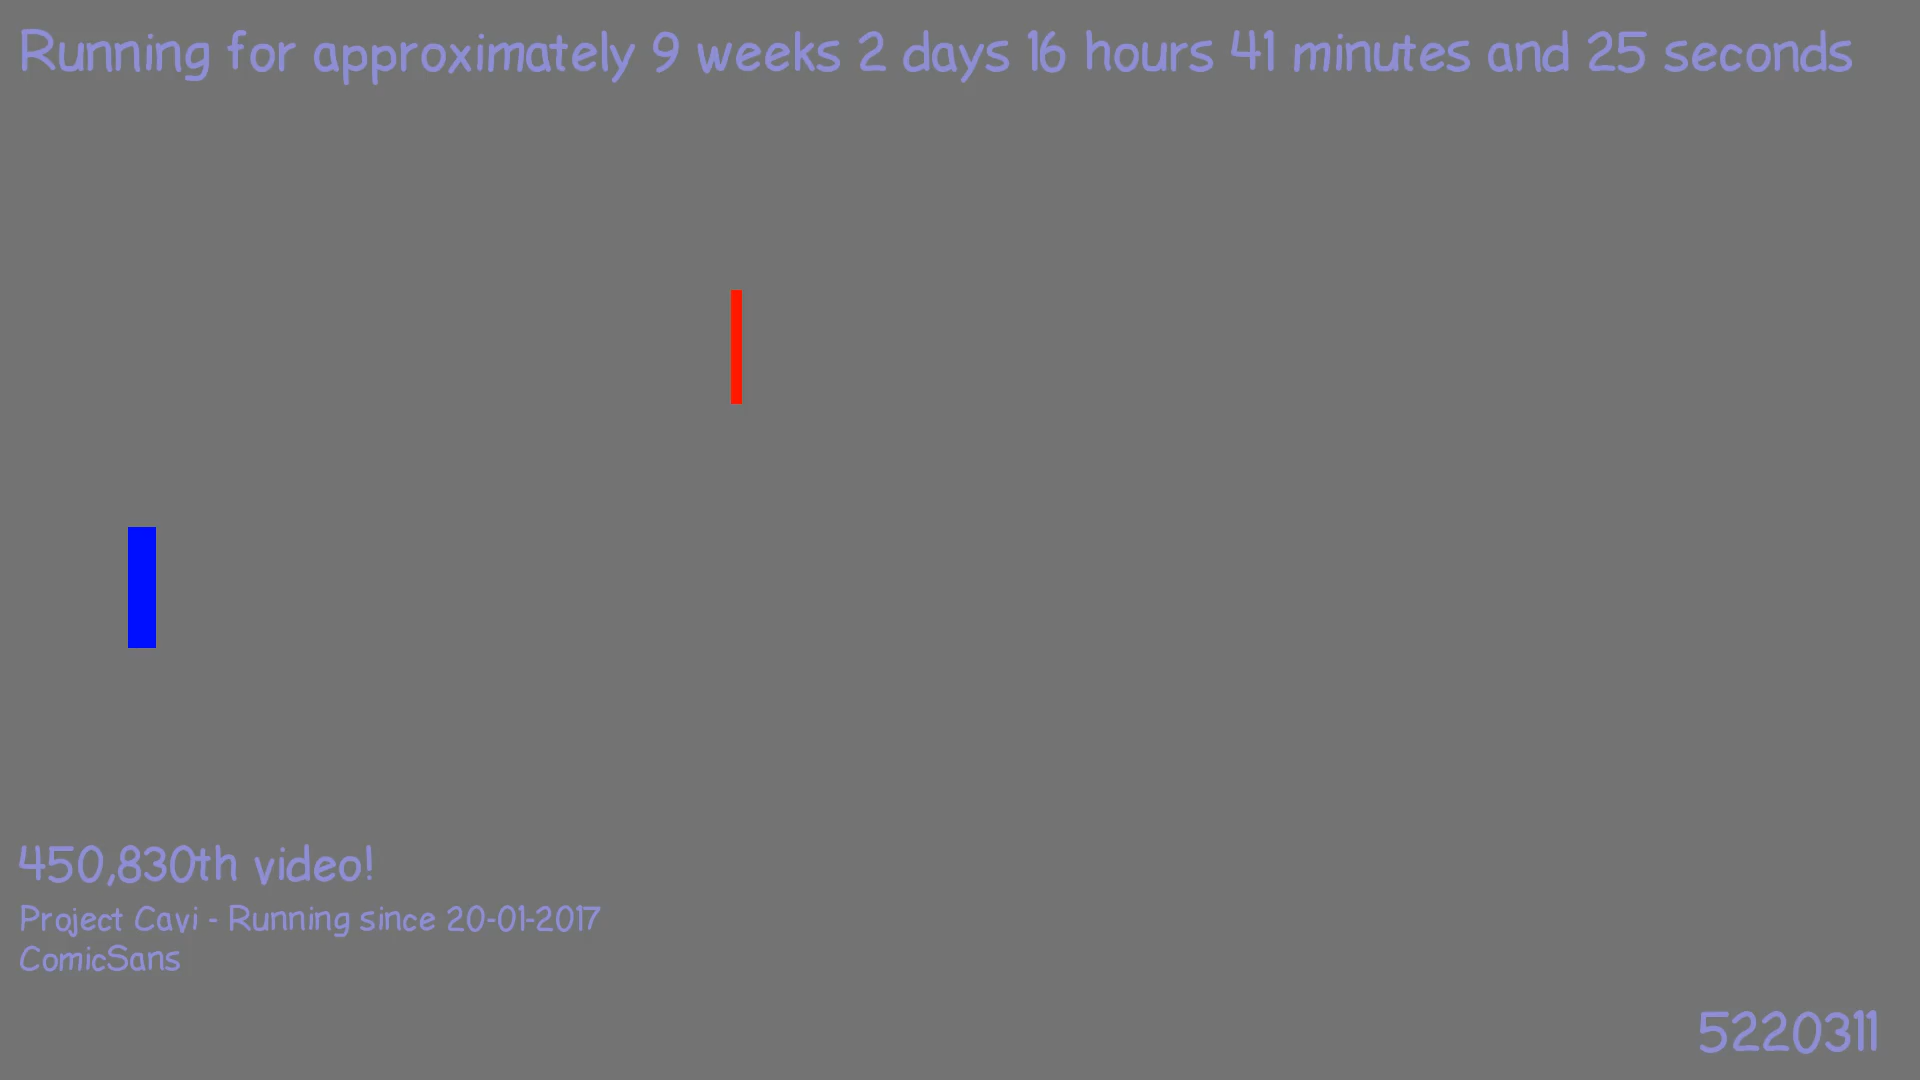 Running for approximately 9 weeks 2 days 16 hours 41 minutes and 25 seconds
450,830th video!
Project Cavi - Running since 20-01-2017
ComicSans
5220311